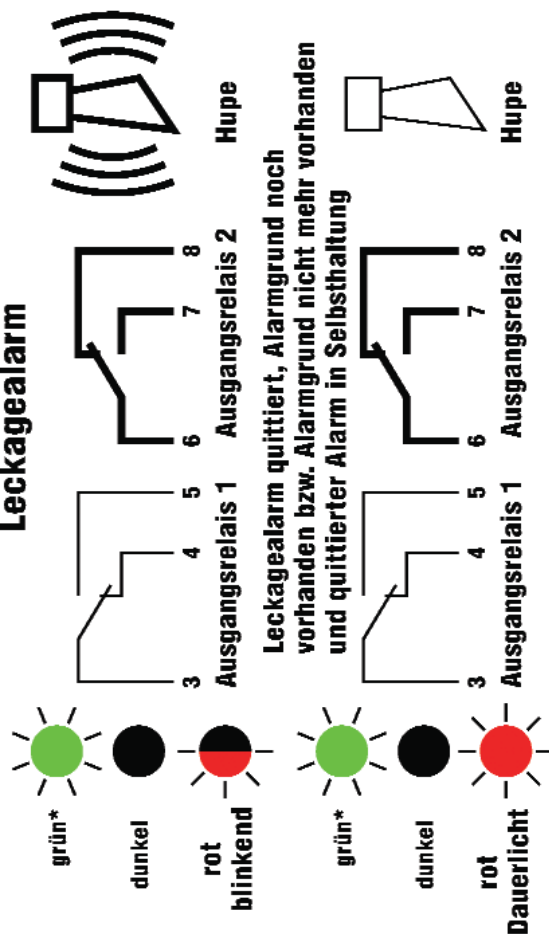 Leckagealarm
grün*
dunkel
rot
blinkend
3 4 5
Ausgangsrelais 1
6 7 8
Ausgangsrelais 2
Hupe
Leckagealarm quittiert, Alarmgrund noch
vorhanden bzw. Alarmgrund nicht mehr vorhanden
und quittierter Alarm in Selbsthaltung
grün*
dunkel
rot
Dauerlicht
3 4 5
Ausgangsrelais 1
6 7 8
Ausgangsrelais 2
Hupe